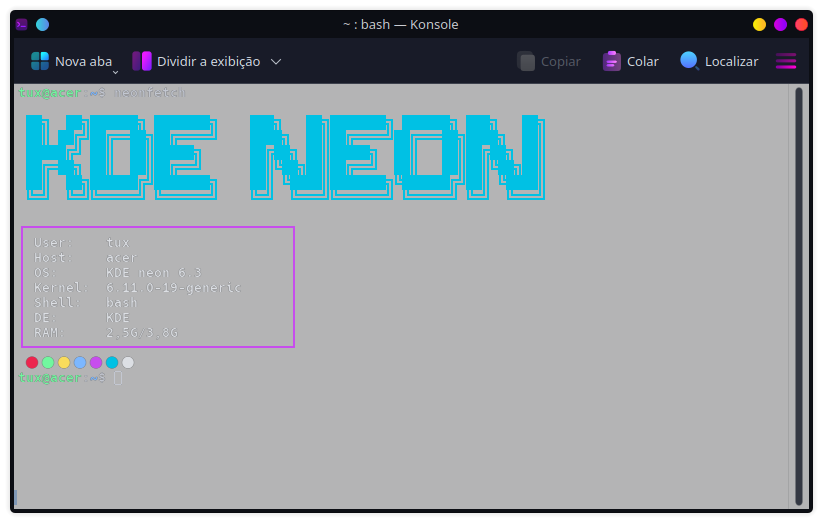 ~ : bash — Konsole
Nova aba
Dividir a exibição
Copiar
Colar
Localizar
tux@acer:~$ neonfetch
KDE NEON
User: tux
Host: acer
OS: KDE neon 6.3
Kernel: 6.11.0-19-generic
Shell: bash
DE: KDE
RAM: 2,5G/3,8G
tux@acer:~$